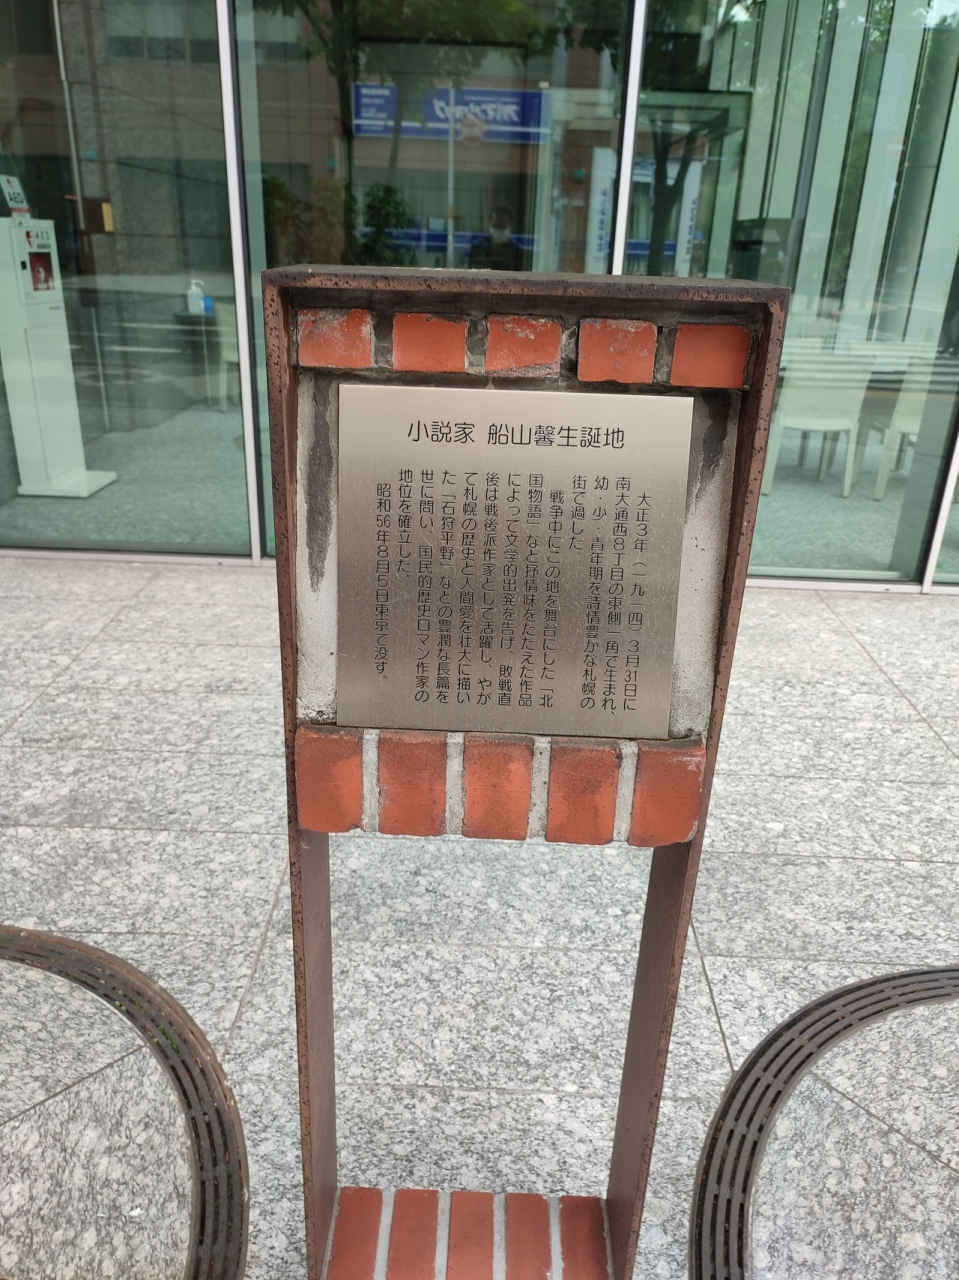 小説家 船山馨生誕地
大正3年(一九一四)3月31日に
南大通西8丁目の東側一角で生まれ、
幼・少・青年期を詩情豊かな札幌の
街で過した。
戦争中にこの地を舞台にした「北
国物語」など抒情味をたたえた作品
によって文学的出発を告げ、敗戦直
後は戦後派作家として活躍し、やが
て札幌の歴史と人間愛を壮大に描い
た「石狩平野」などの豊潤な長篇を
世に問い、国民的歴史ロマン作家の
地位を確立した。
昭和56年8月5日東京で没す。
AED
AED